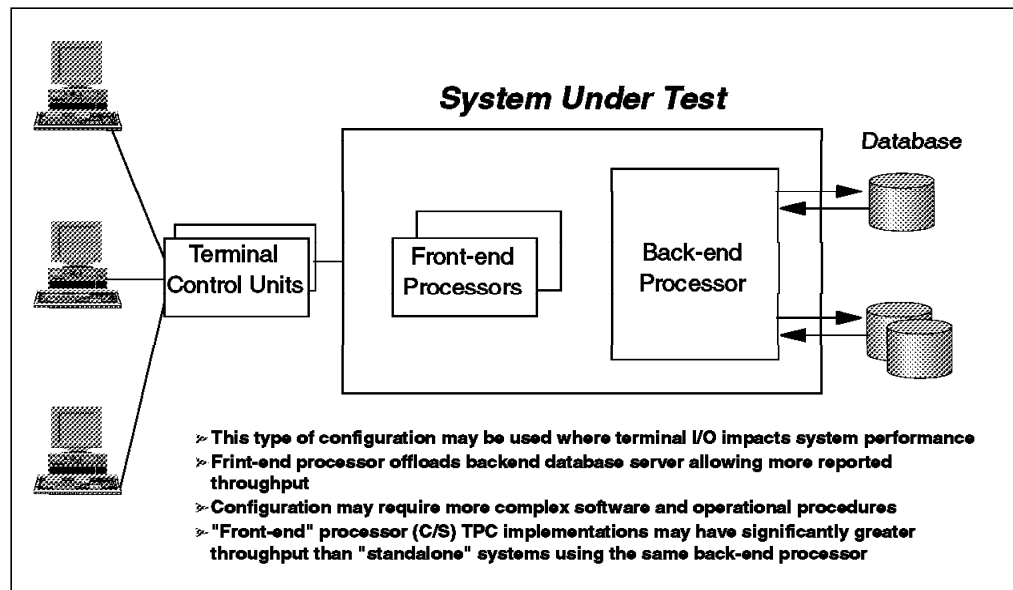 System Under Test
Database
Terminal
Control Units
Front-end
Processors
Back-end
Processor
➢ This type of configuration may be used where terminal I/O impacts system performance
➢ Frint-end processor offloads backend database server allowing more reported
throughput
➢ Configuration may require more complex software and operational procedures
➢ "Front-end" processor (C/S) TPC implementations may have significantly greater
throughput than "standalone" systems using the same back-end processor